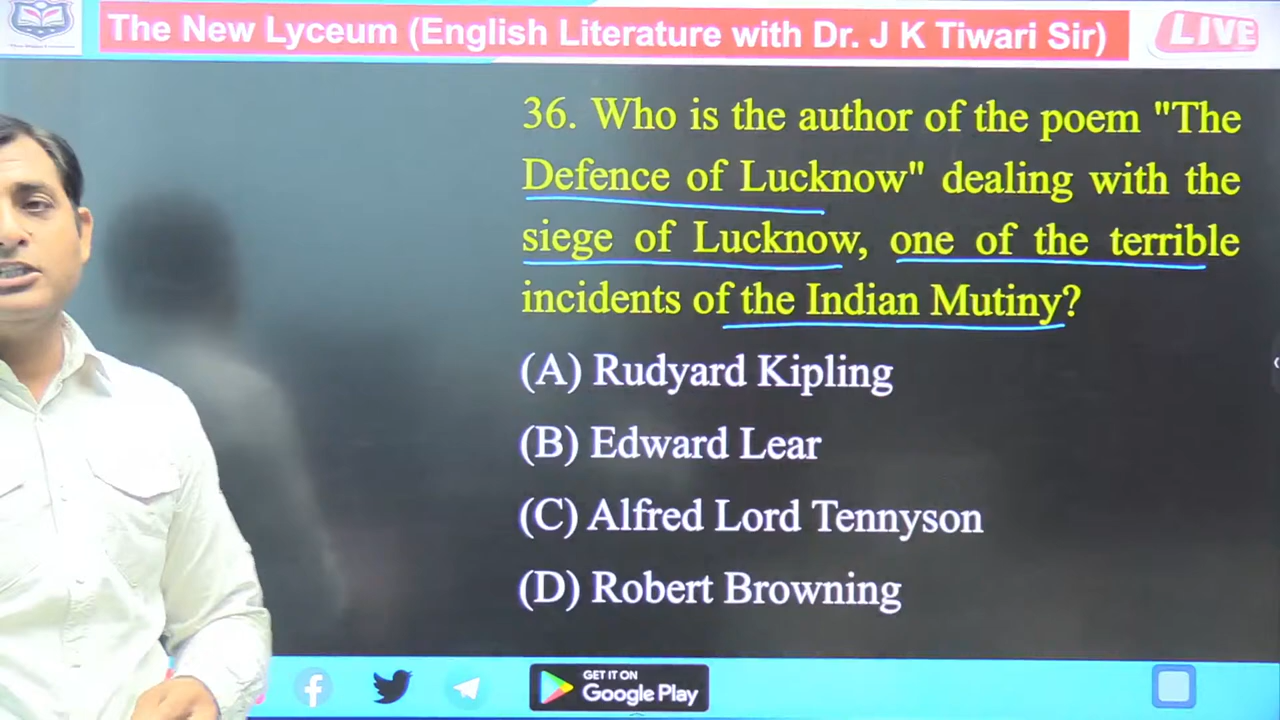 The New Lyceum (English Literature with Dr. J K Tiwari Sir)
LIVE
36. Who is the author of the poem "The
Defence of Lucknow" dealing with the
siege of Lucknow, one of the terrible
incidents of the Indian Mutiny?
(A) Rudyard Kipling
(B) Edward Lear
(C) Alfred Lord Tennyson
(D) Robert Browning
GET IT ON
Google Play